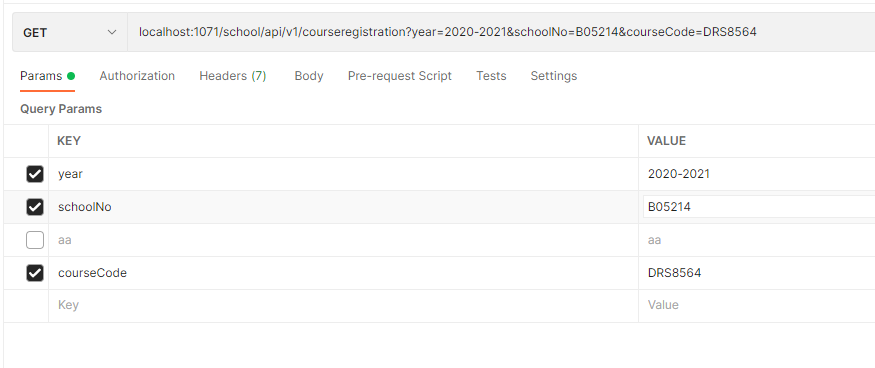 GET localhost:1071/school/api/v1/courseregistration?year=2020-2021&schoolNo=B05214&courseCode=DRS8564
Params Authorization Headers (7) Body Pre-request Script Tests Settings
Query Params
KEY VALUE
year 2020-2021
schoolNo B05214
aa aa
courseCode DRS8564
Key Value